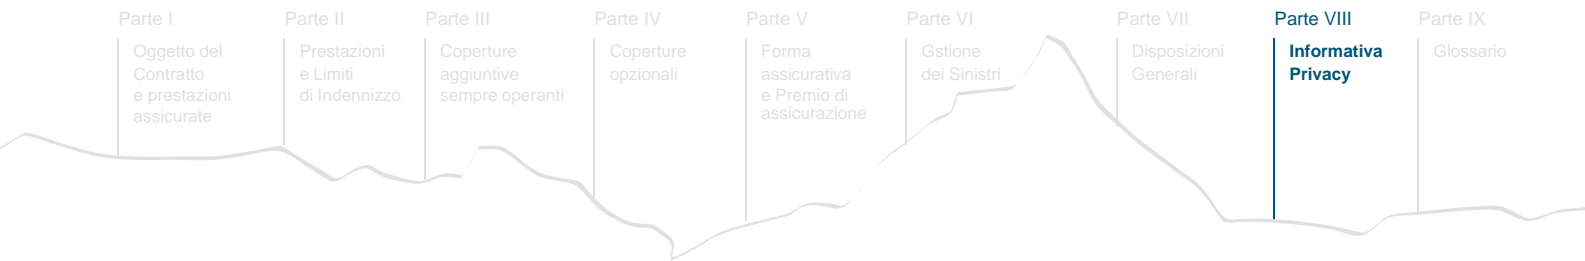 Parte I
Oggetto del
Contratto
e prestazioni
assicurate
Parte II
Prestazioni
e Limiti
di Indennizzo
Parte III
Coperture
aggiuntive
sempre operanti
Parte IV
Coperture
opzionali
Parte V
Forma
assicurativa
e Premio di
assicurazione
Parte VI
Gstione
dei Sinistri
Parte VII
Disposizioni
Generali
Parte VIII
Informativa
Privacy
Parte IX
Glossario